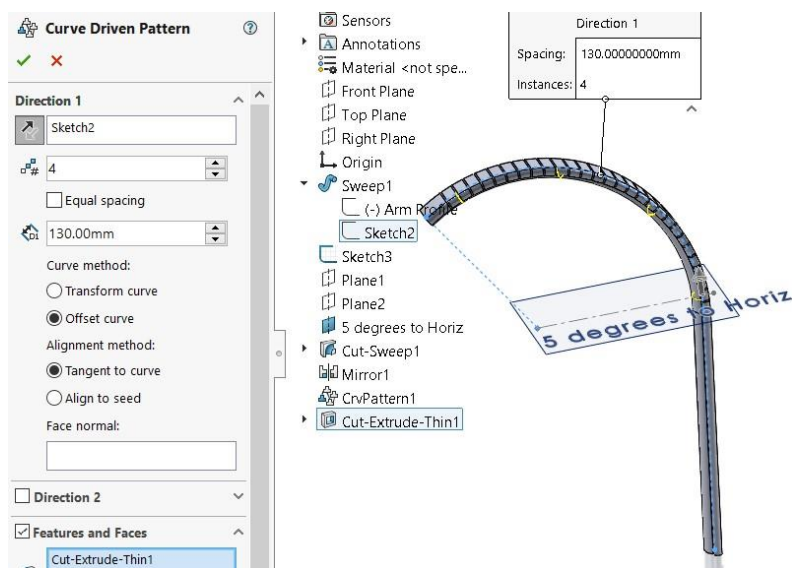 Curve Driven Pattern
Direction 1
Sketch2
4
Equal spacing
130.00mm
Curve method:
Transform curve
Offset curve
Alignment method:
Tangent to curve
Align to seed
Face normal:
Direction 2
Features and Faces
Cut-Extrude-Thin1
Sensors
Annotations
Material <not spe...
Front Plane
Top Plane
Right Plane
Origin
Sweep1
(-) Arm Profile
Sketch2
Sketch3
Plane1
Plane2
5 degrees to Horiz
Cut-Sweep1
Mirror1
CrvPattern1
Cut-Extrude-Thin1
Direction 1
Spacing: 130.00000000mm
Instances: 4
5 degrees to Horiz